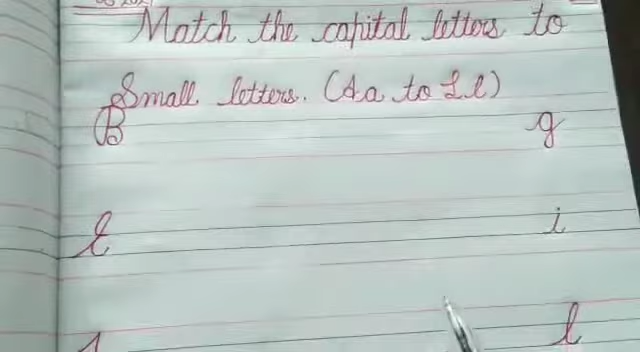 Match the capital letters to
Small letters. (Aa to Ll)
B g
L i
l